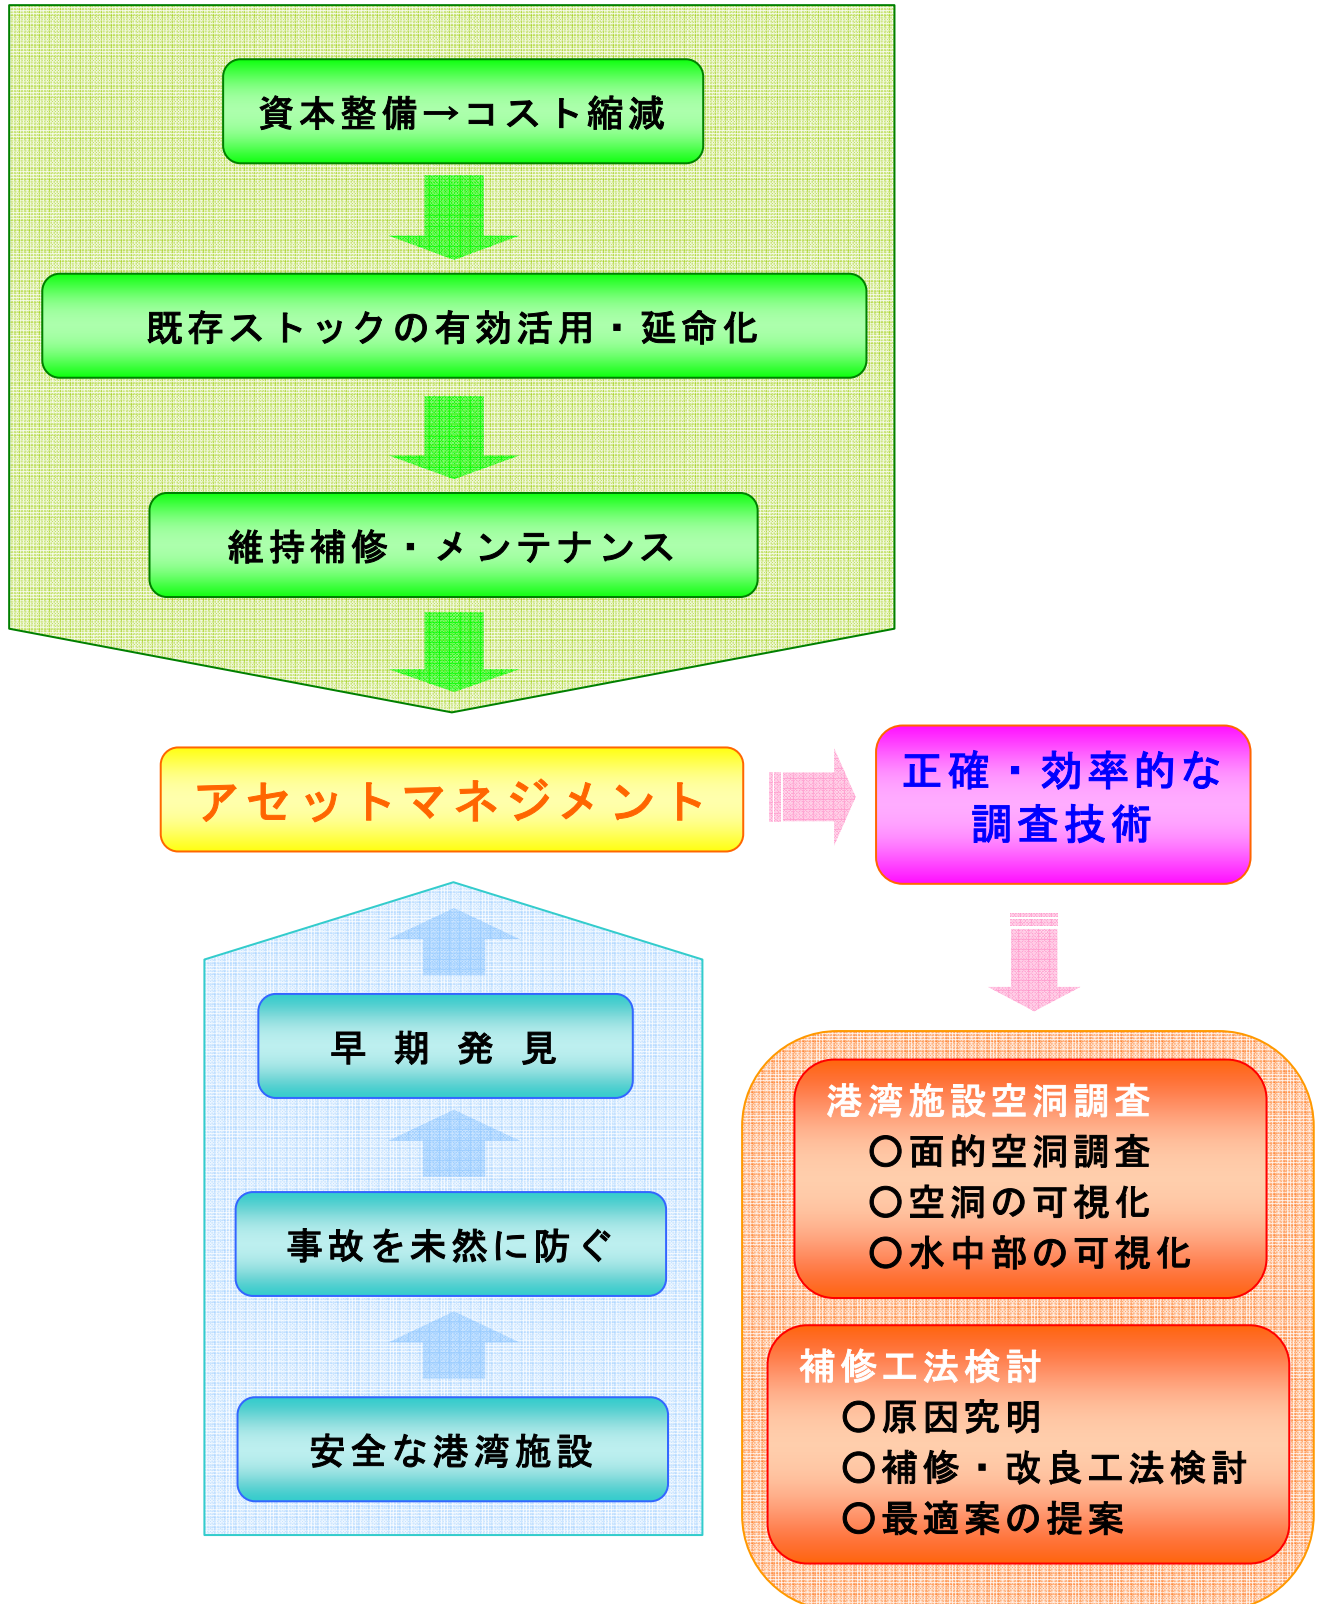 資本整備→コスト縮減
既存ストックの有効活用・延命化
維持補修・メンテナンス
アセットマネジメント
正確・効率的な
調査技術
早期発見
事故を未然に防ぐ
安全な港湾施設
港湾施設空洞調査
〇面的空洞調査
〇空洞の可視化
〇水中部の可視化
補修工法検討
〇原因究明
〇補修・改良工法検討
〇最適案の提案